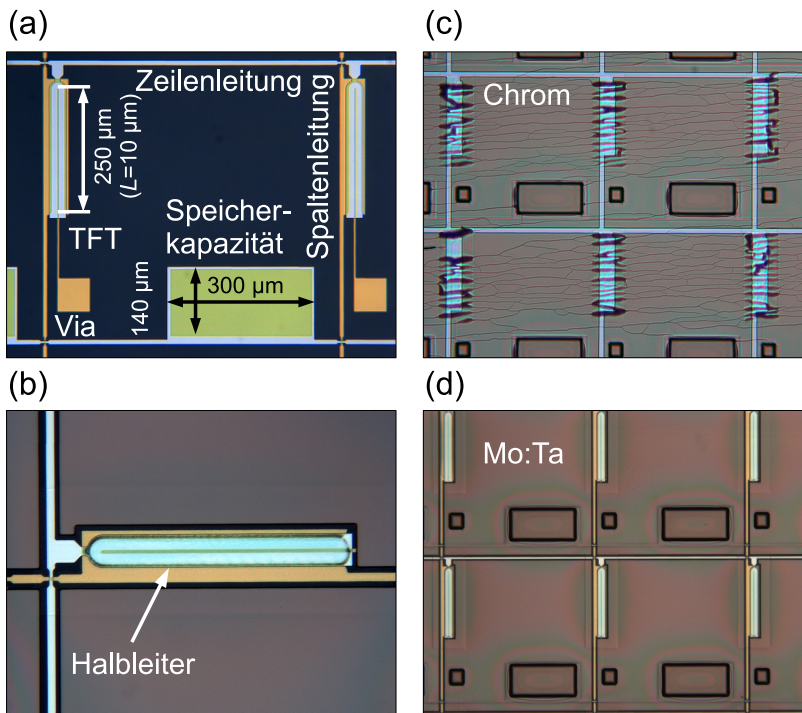 (a)
Zeilenleitung
250 µm
(L=10 µm)
Spaltenleitung
TFT
Speicher-
kapazität
140 µm
300 µm
Via
(b)
Halbleiter
(c)
Chrom
(d)
Mo:Ta